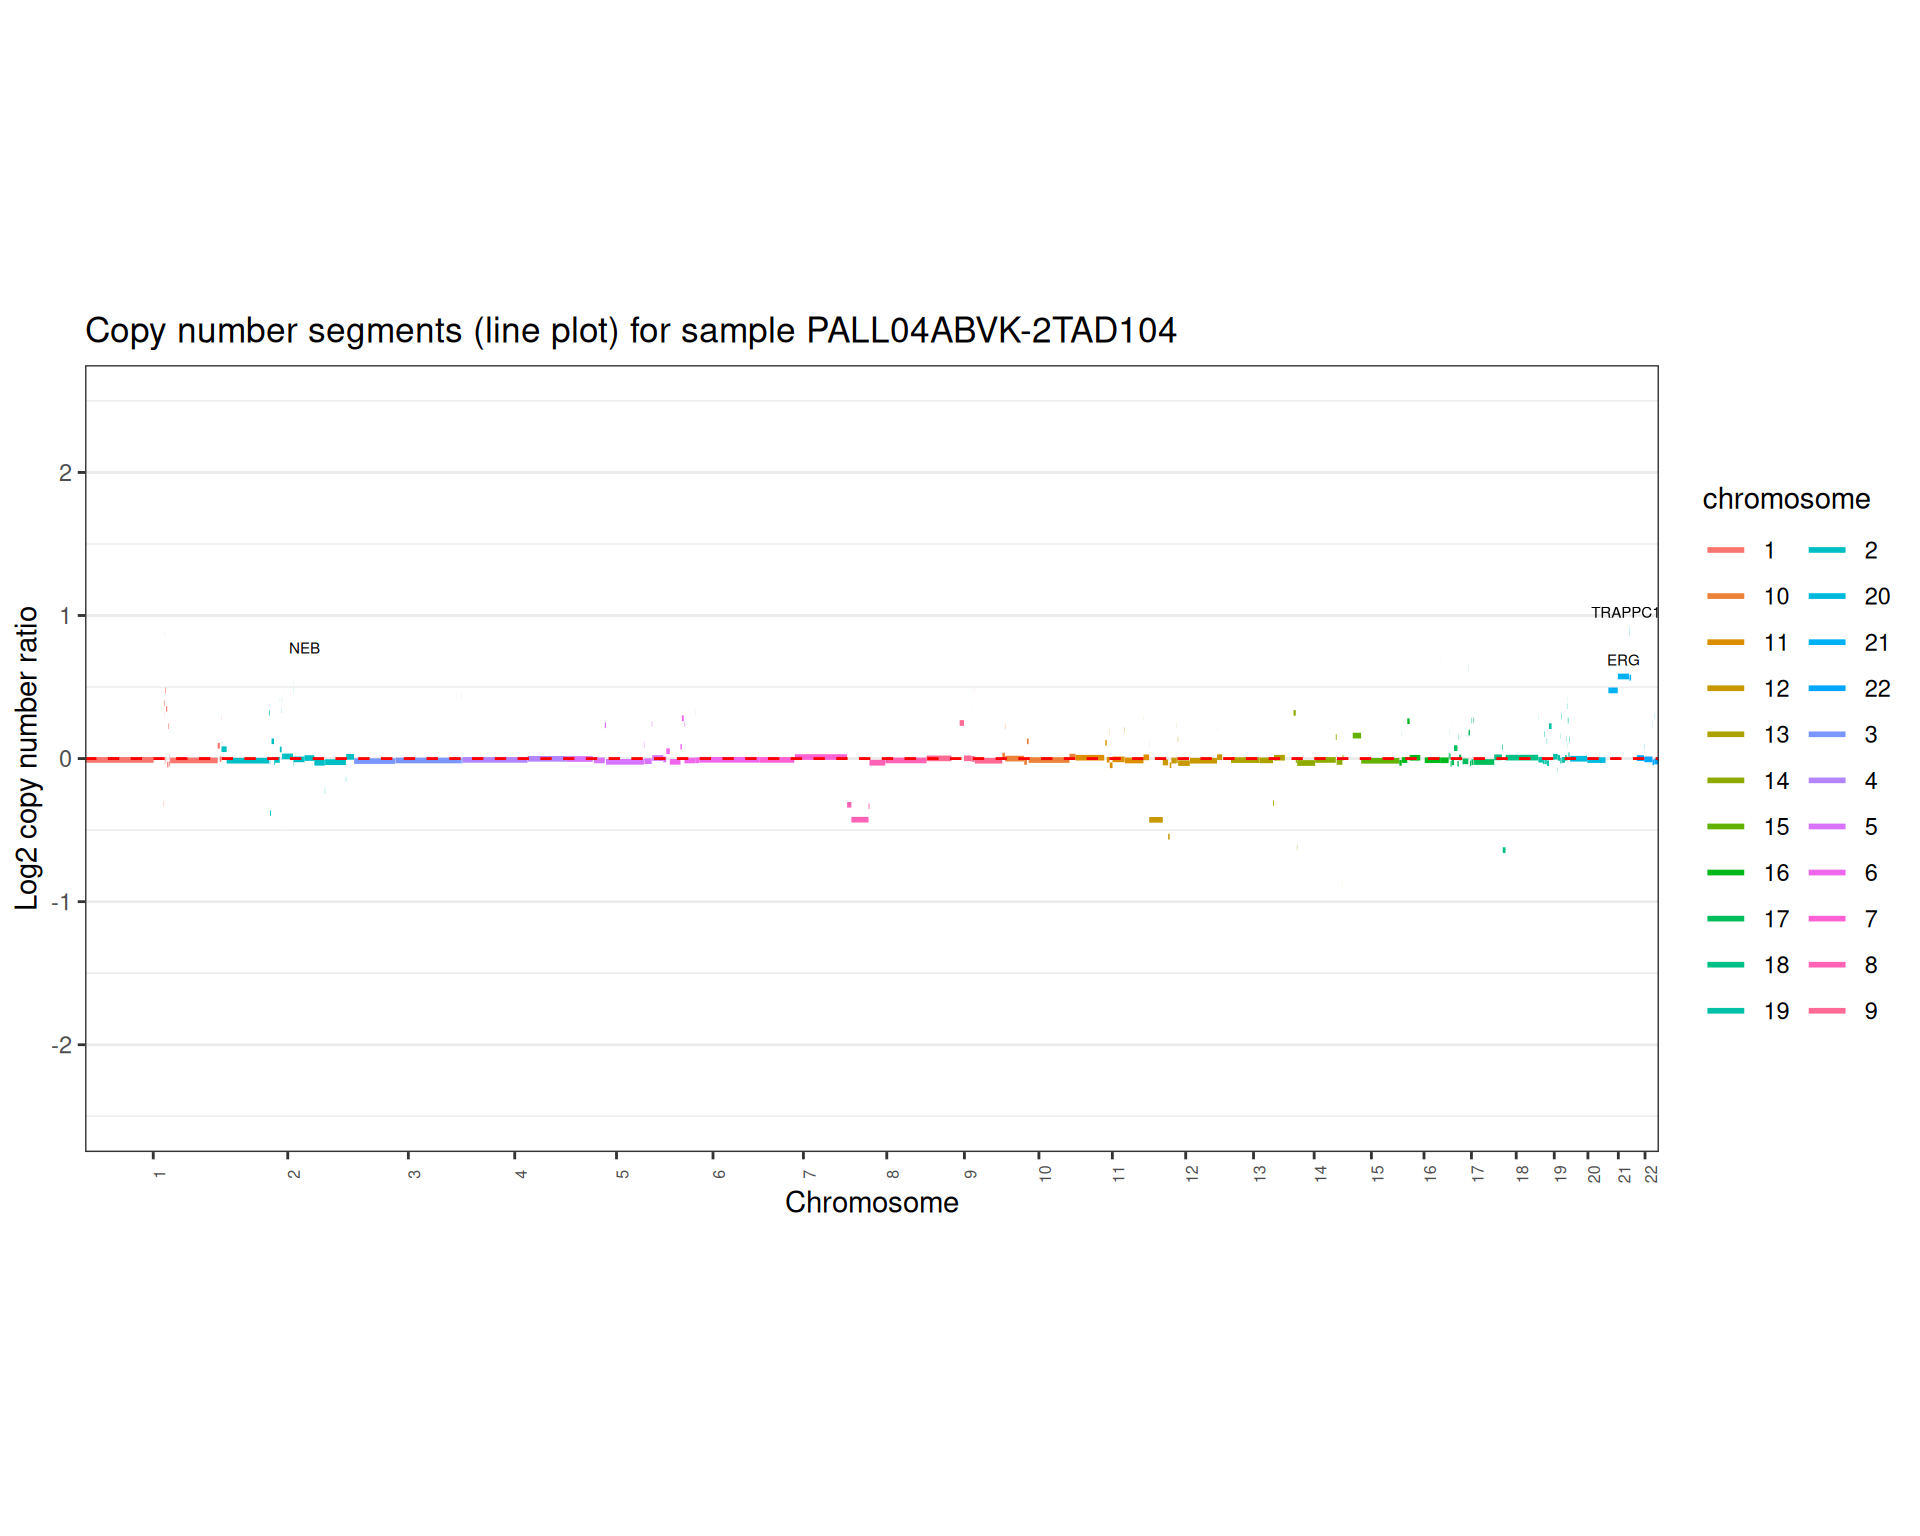 Copy number segments (line plot) for sample PALL04ABVK-2TAD104
Log2 copy number ratio
2
1
0
-1
-2
NEB
TRAPPC1
ERG
1 2 3 4 5 6 7 8 9 10 11 12 13 14 15 16 17 18 19 20 21 22
Chromosome
chromosome
1 2
10 20
11 21
12 22
13 3
14 4
15 5
16 6
17 7
18 8
19 9